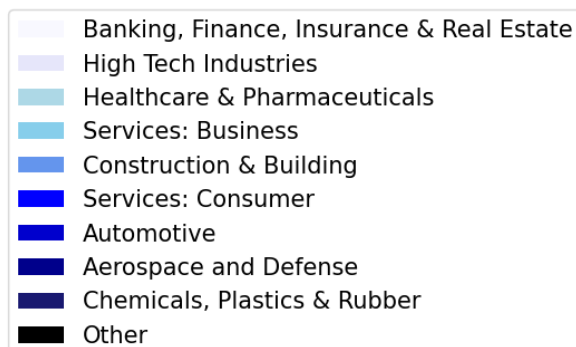 Banking, Finance, Insurance & Real Estate
High Tech Industries
Healthcare & Pharmaceuticals
Services: Business
Construction & Building
Services: Consumer
Automotive
Aerospace and Defense
Chemicals, Plastics & Rubber
Other